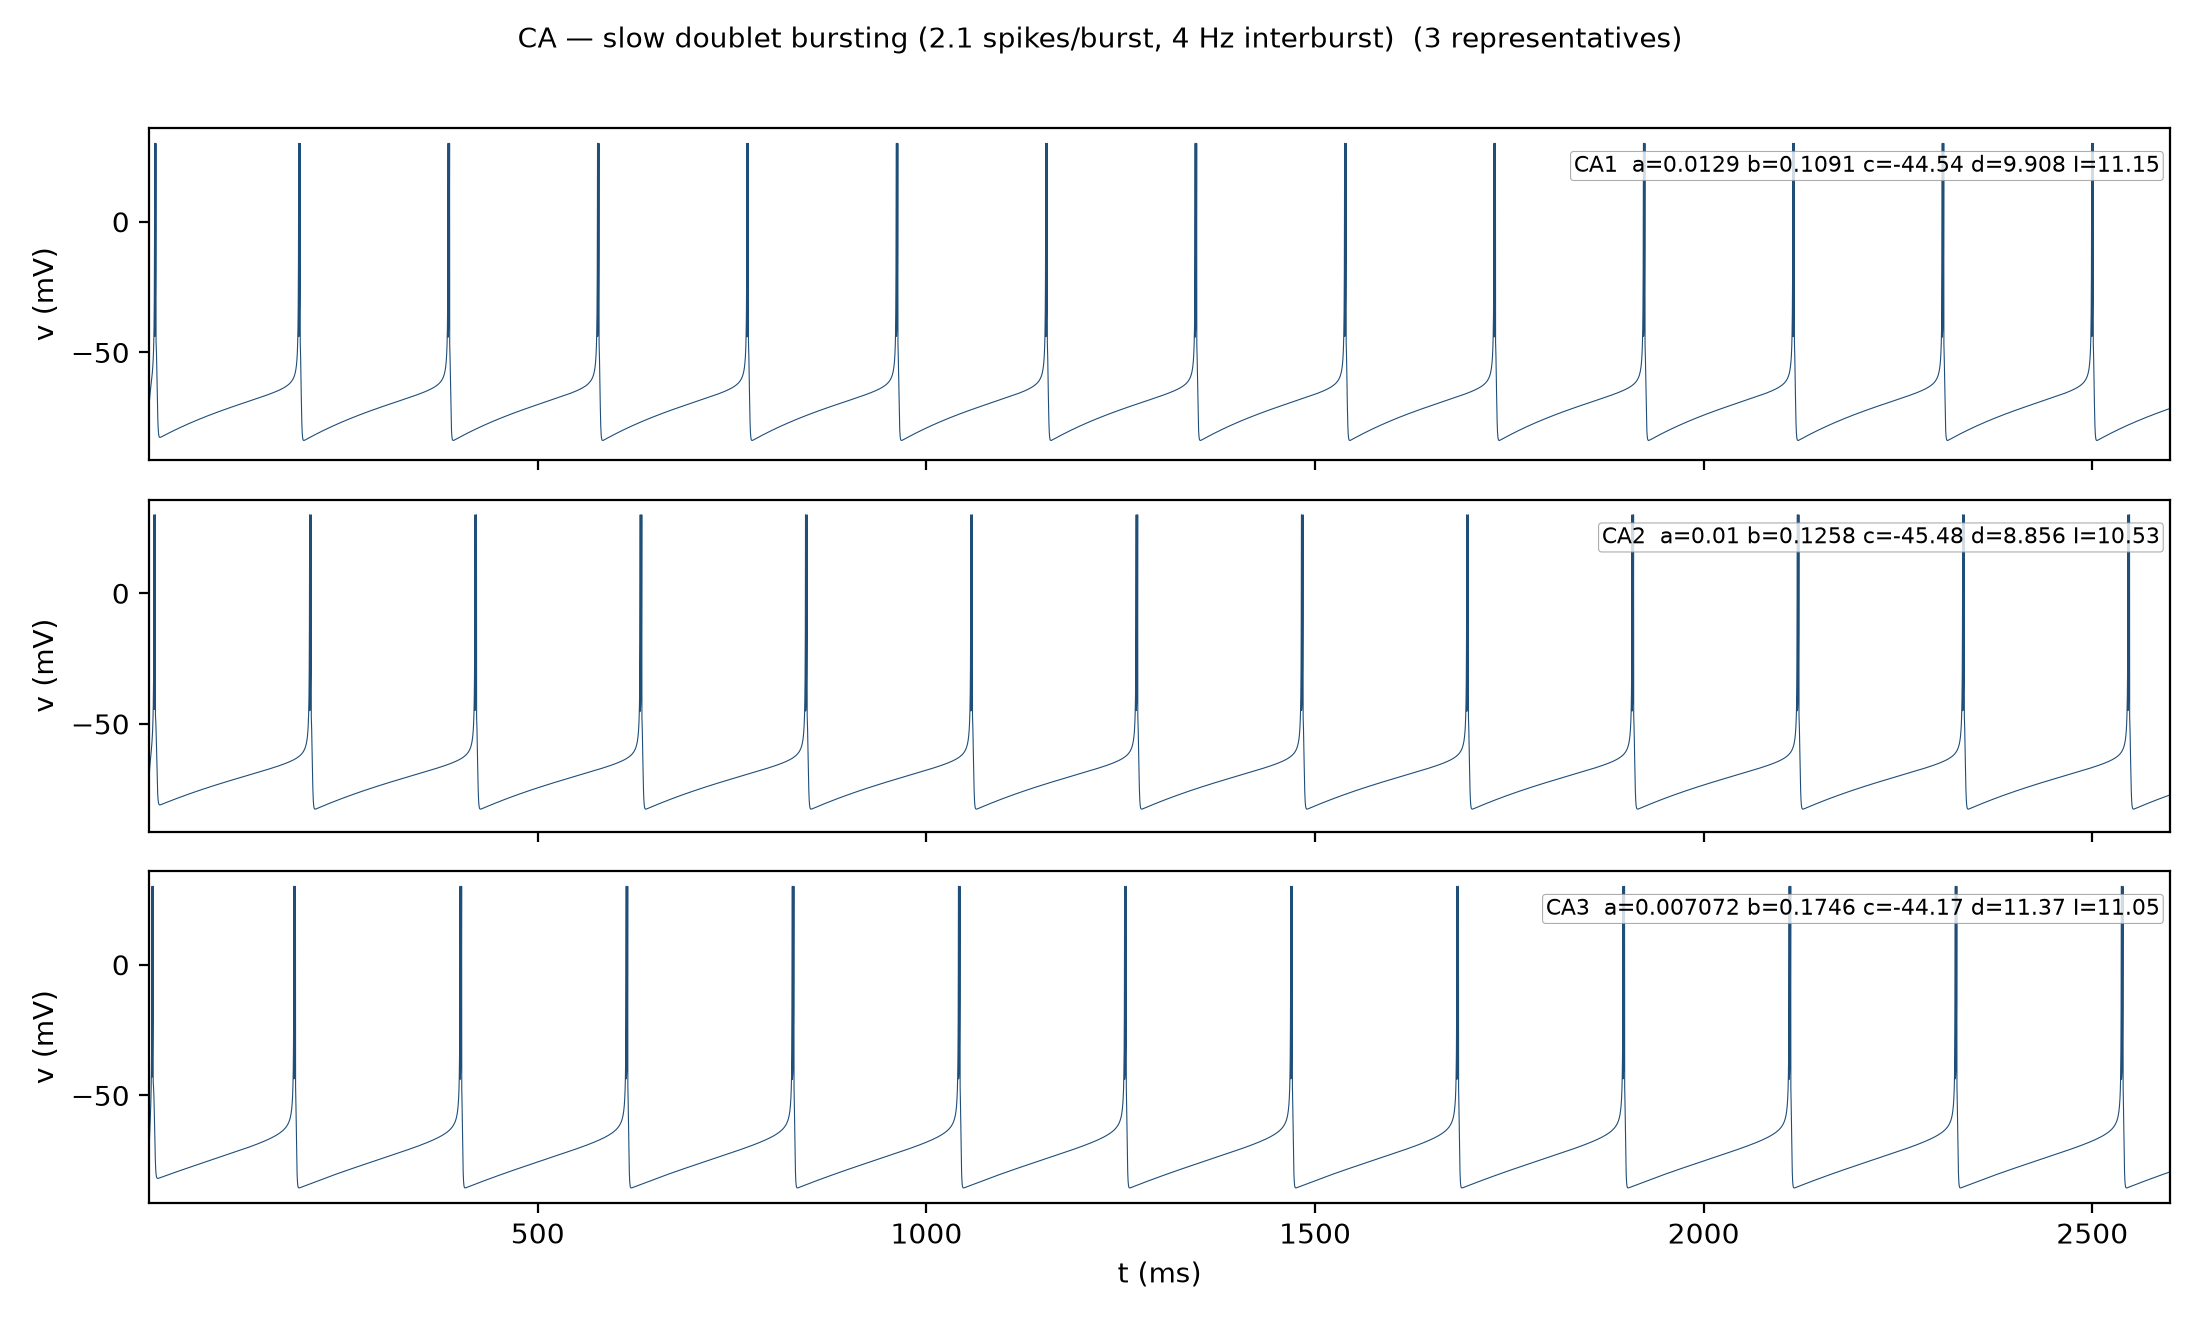 CA — slow doublet bursting (2.1 spikes/burst, 4 Hz interburst)  (3 representatives)
v (mV)
0
−50
CA1  a=0.0129 b=0.1091 c=-44.54 d=9.908 I=11.15
v (mV)
0
−50
CA2  a=0.01 b=0.1258 c=-45.48 d=8.856 I=10.53
v (mV)
0
−50
CA3  a=0.007072 b=0.1746 c=-44.17 d=11.37 I=11.05
500 1000 1500 2000 2500
t (ms)